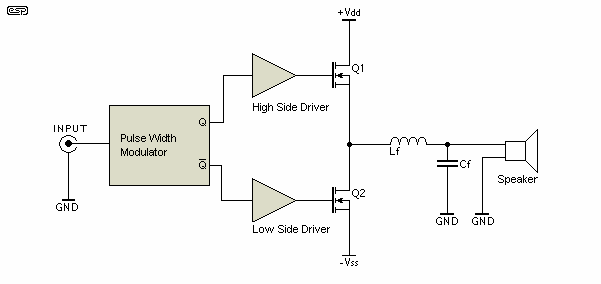 esp
+Vdd
Q1
High Side Driver
INPUT
Pulse Width
Modulator
Q
Q̅
GND
Lf
Cf
Speaker
Q2
Low Side Driver
GND
GND
-Vss